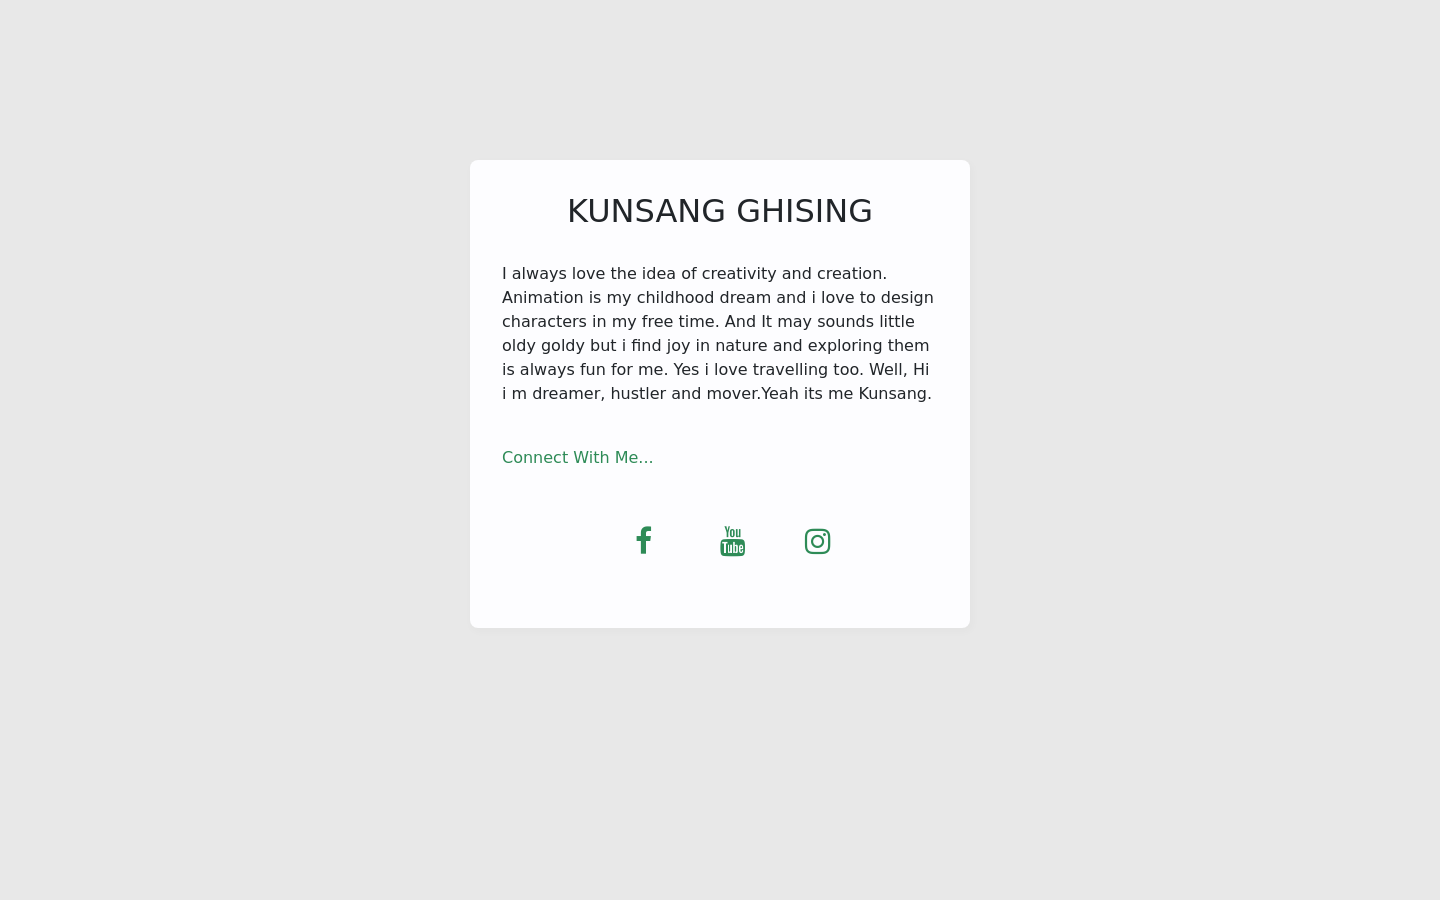 KUNSANG GHISING
I always love the idea of creativity and creation.
Animation is my childhood dream and i love to design
characters in my free time. And It may sounds little
oldy goldy but i find joy in nature and exploring them
is always fun for me. Yes i love travelling too. Well, Hi
i m dreamer, hustler and mover.Yeah its me Kunsang.
Connect With Me...
You
Tube